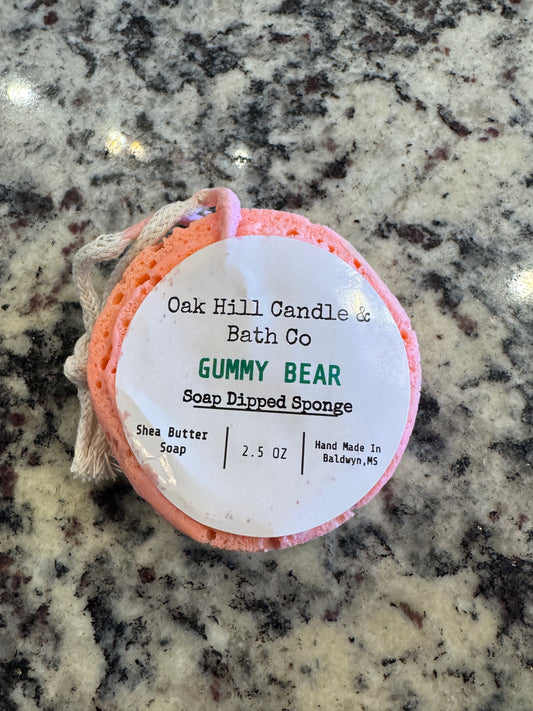 Oak Hill Candle &
Bath Co
GUMMY BEAR
Soap Dipped Sponge
Shea Butter
Soap
2.5 OZ
Hand Made In
Baldwyn,MS